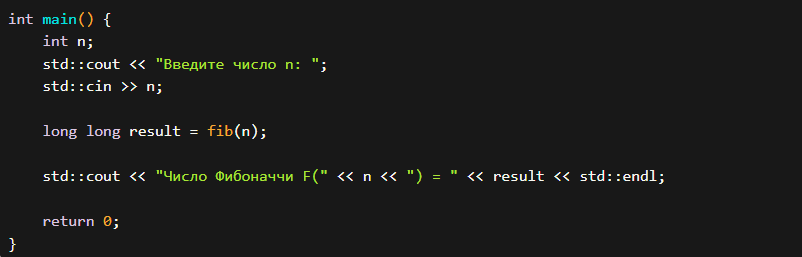 int main() {
    int n;
    std::cout << "Введите число n: ";
    std::cin >> n;

    long long result = fib(n);

    std::cout << "Число Фибоначчи F(" << n << ") = " << result << std::endl;

    return 0;
}